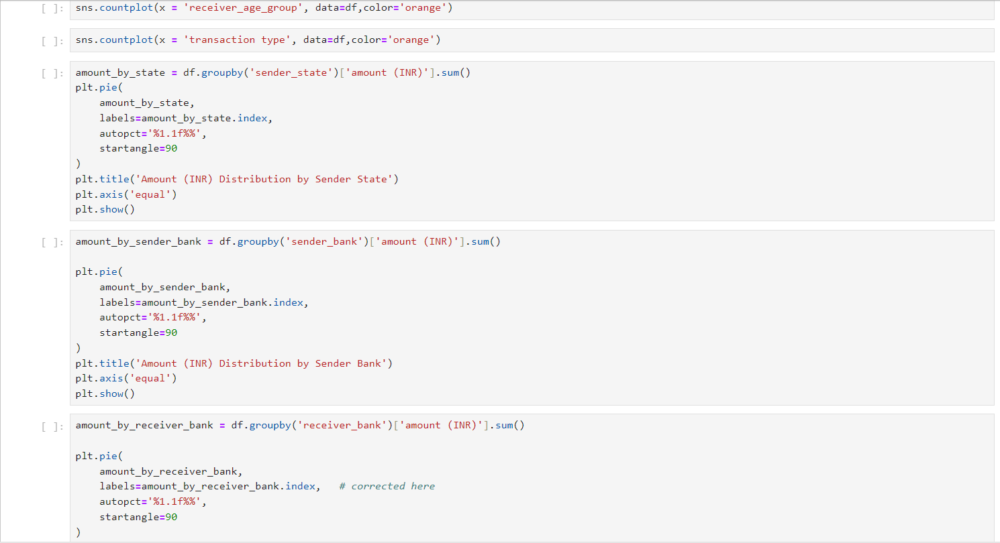 [ ]: sns.countplot(x = 'receiver_age_group', data=df,color='orange')
[ ]: sns.countplot(x = 'transaction type', data=df,color='orange')
[ ]: amount_by_state = df.groupby('sender_state')['amount (INR)'].sum()
plt.pie(
    amount_by_state,
    labels=amount_by_state.index,
    autopct='%1.1f%%',
    startangle=90
)
plt.title('Amount (INR) Distribution by Sender State')
plt.axis('equal')
plt.show()
[ ]: amount_by_sender_bank = df.groupby('sender_bank')['amount (INR)'].sum()
plt.pie(
    amount_by_sender_bank,
    labels=amount_by_sender_bank.index,
    autopct='%1.1f%%',
    startangle=90
)
plt.title('Amount (INR) Distribution by Sender Bank')
plt.axis('equal')
plt.show()
[ ]: amount_by_receiver_bank = df.groupby('receiver_bank')['amount (INR)'].sum()
plt.pie(
    amount_by_receiver_bank,
    labels=amount_by_receiver_bank.index,   # corrected here
    autopct='%1.1f%%',
    startangle=90
)